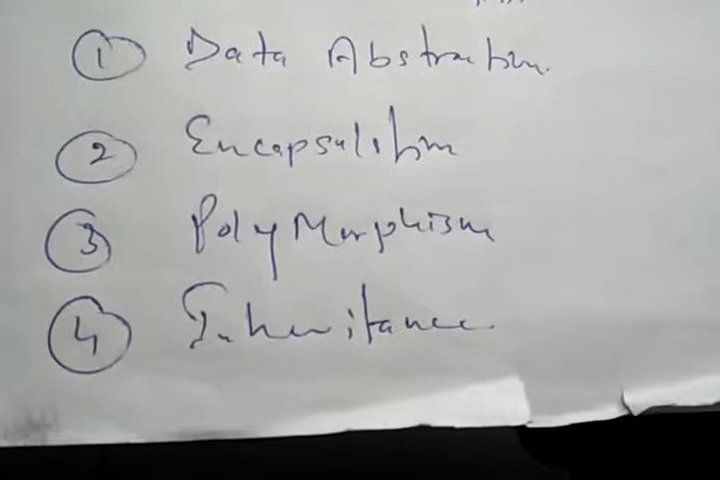 ① Data Abstraction.
② Encapsulation
③ PolyMorphism
④ Inheritance.